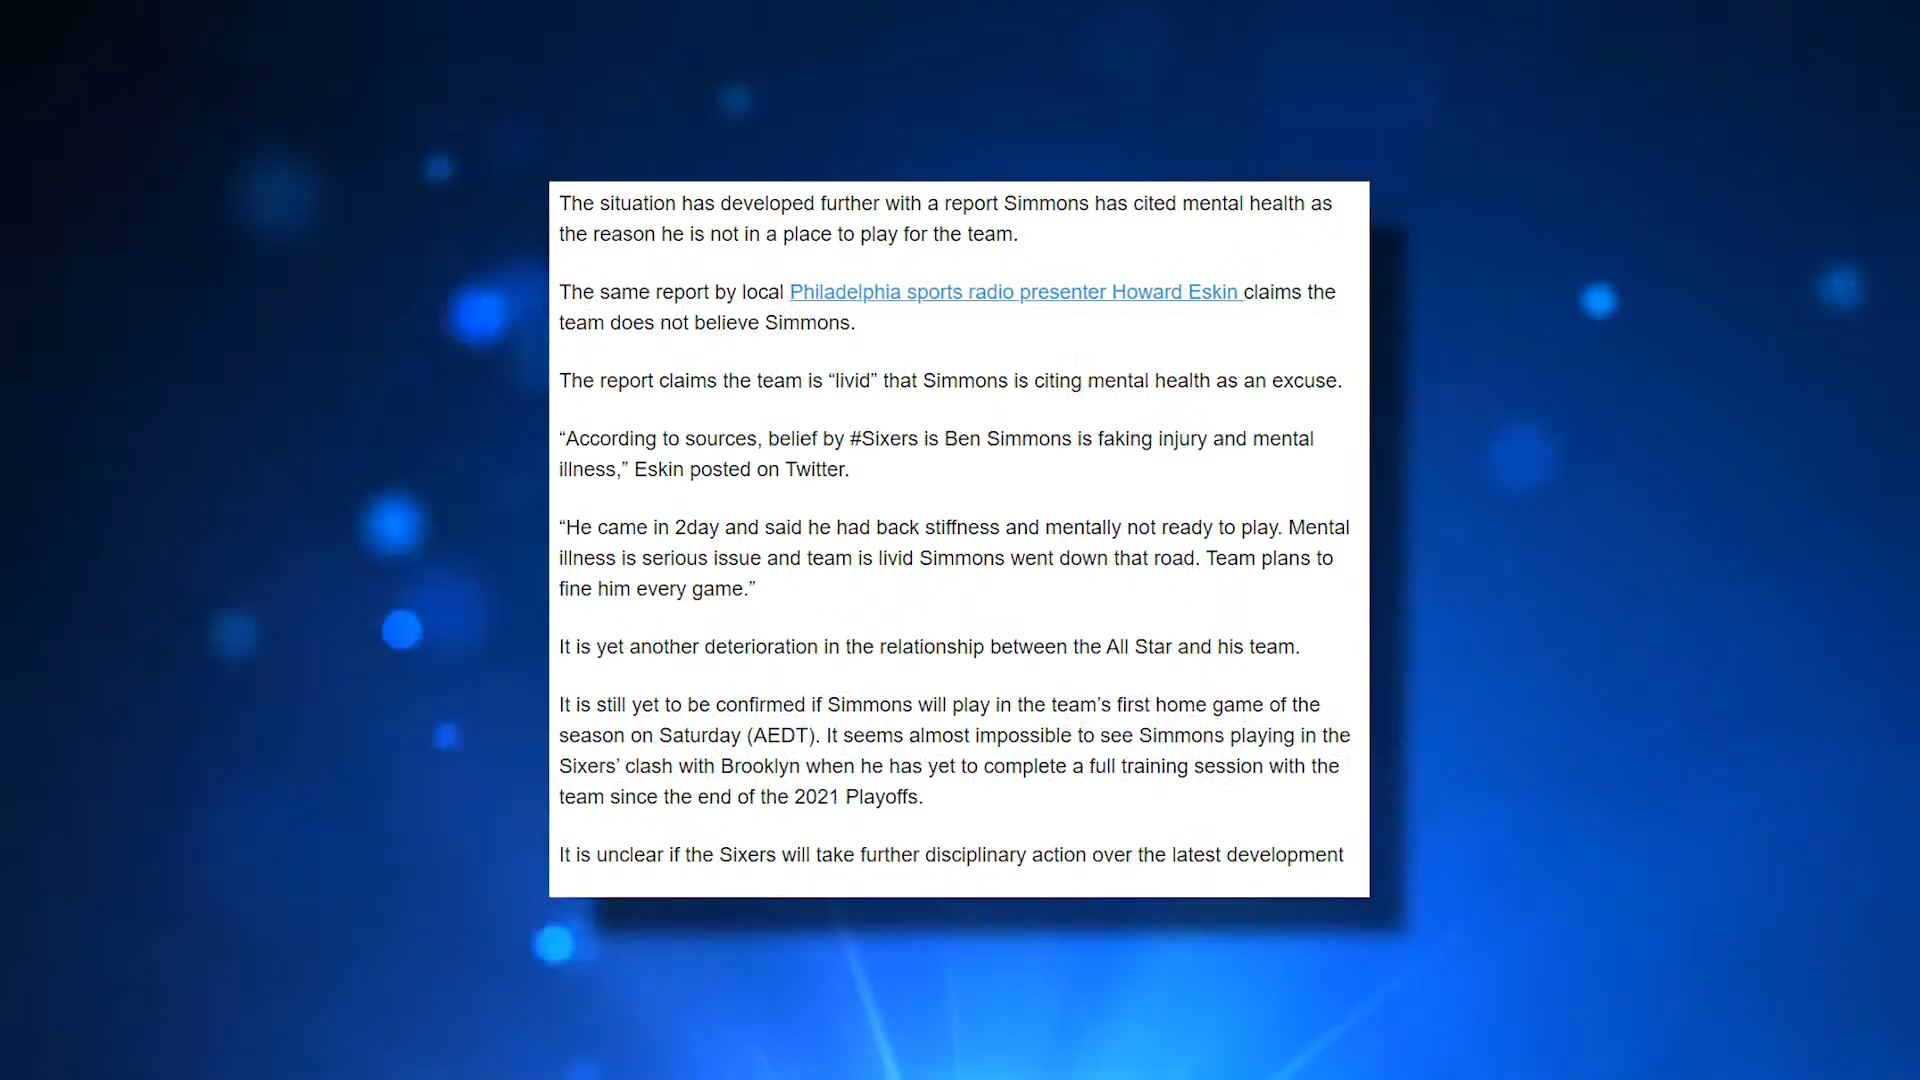 The situation has developed further with a report Simmons has cited mental health as
the reason he is not in a place to play for the team.
The same report by local Philadelphia sports radio presenter Howard Eskin claims the
team does not believe Simmons.
The report claims the team is “livid” that Simmons is citing mental health as an excuse.
“According to sources, belief by #Sixers is Ben Simmons is faking injury and mental
illness,” Eskin posted on Twitter.
“He came in 2day and said he had back stiffness and mentally not ready to play. Mental
illness is serious issue and team is livid Simmons went down that road. Team plans to
fine him every game.”
It is yet another deterioration in the relationship between the All Star and his team.
It is still yet to be confirmed if Simmons will play in the team’s first home game of the
season on Saturday (AEDT). It seems almost impossible to see Simmons playing in the
Sixers’ clash with Brooklyn when he has yet to complete a full training session with the
team since the end of the 2021 Playoffs.
It is unclear if the Sixers will take further disciplinary action over the latest development